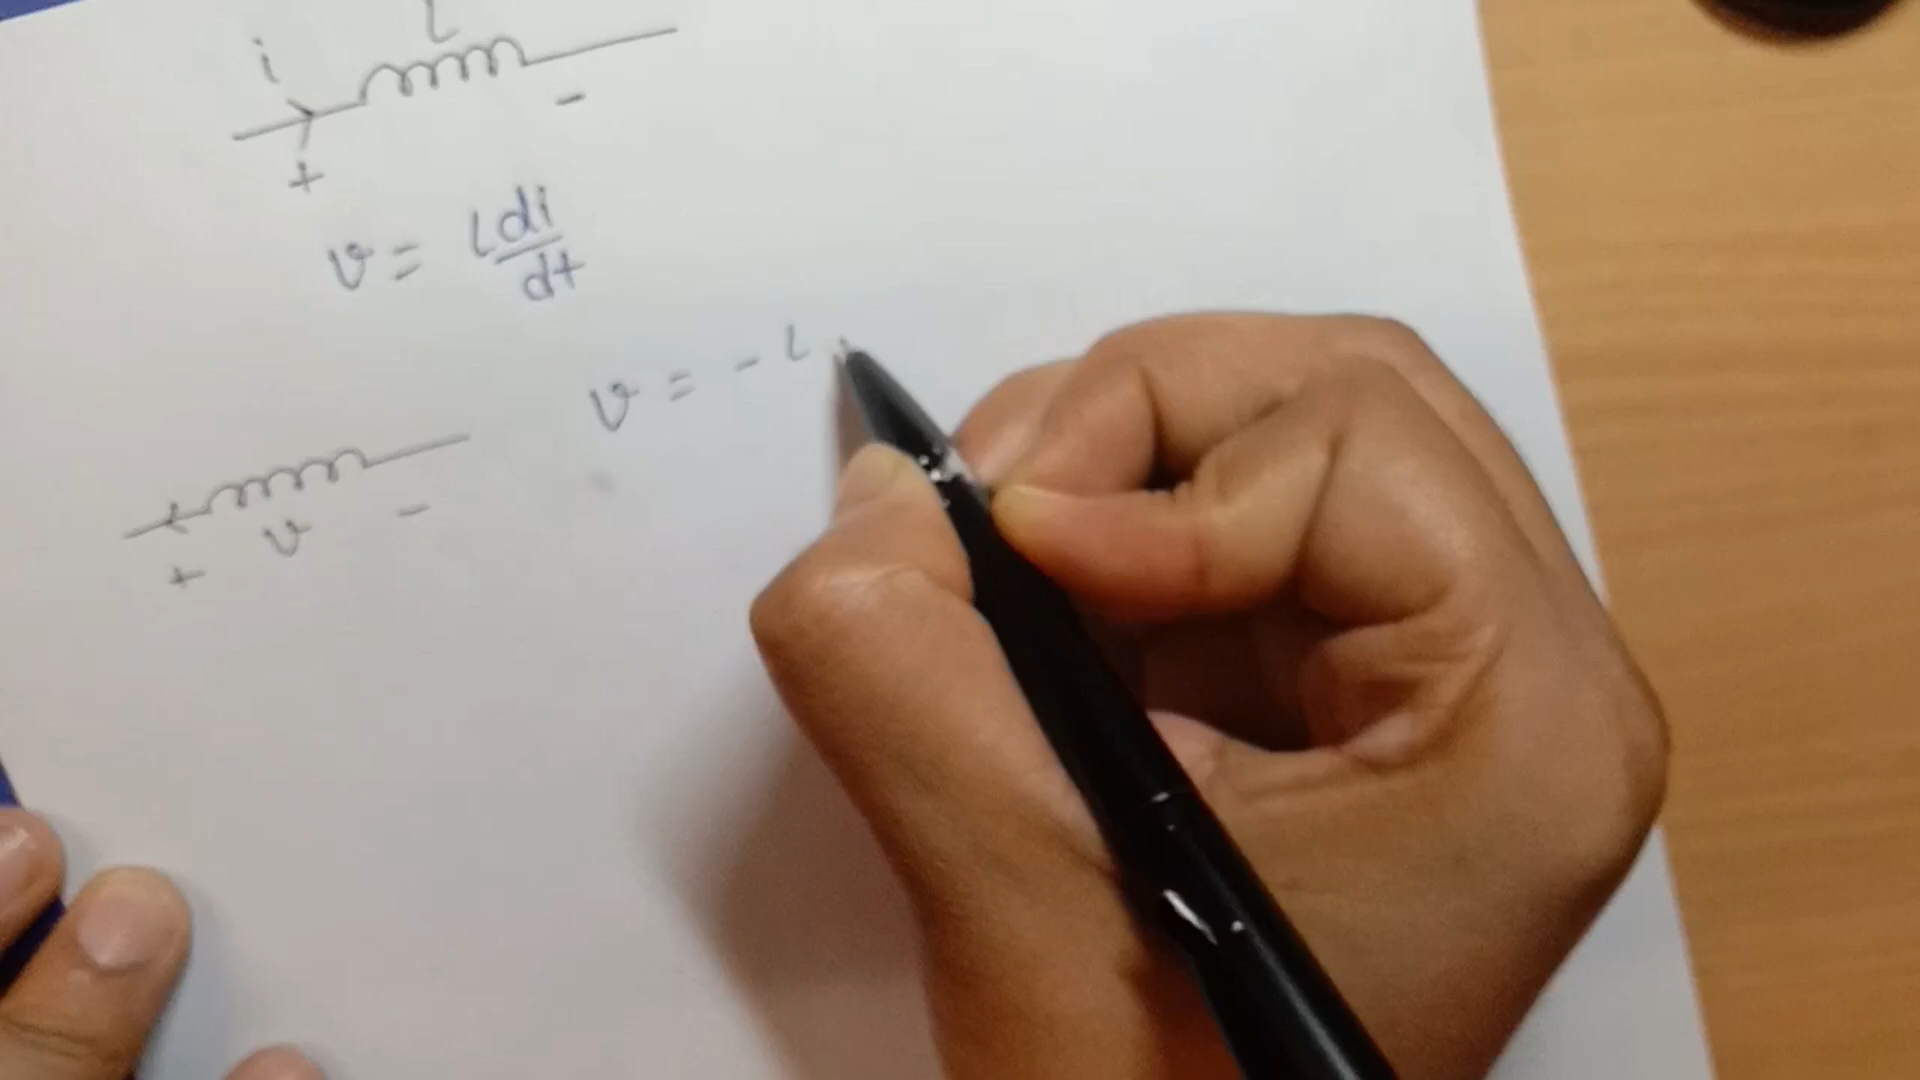 i L
+ -
v = L di/dt
v = - L
+ v -